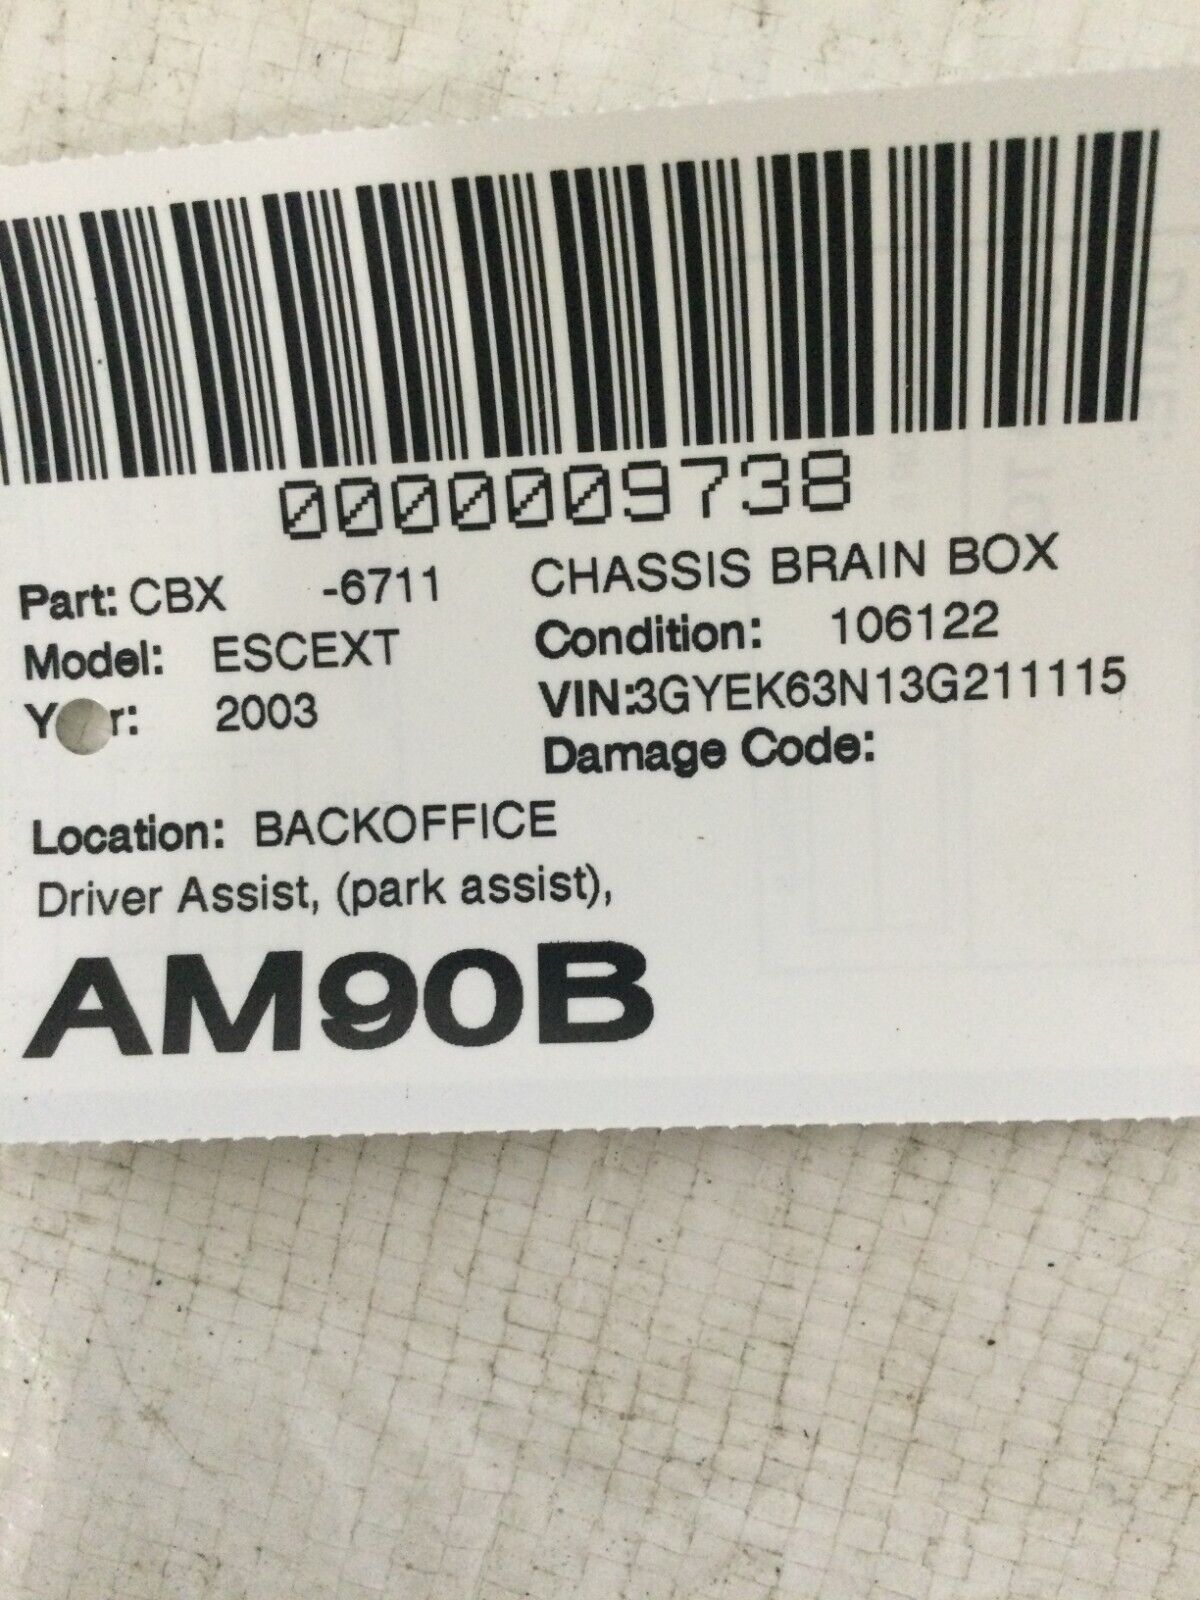 0000009738
Part: CBX -6711 CHASSIS BRAIN BOX
Model: ESCEXT Condition: 106122
Y r: 2003 VIN:3GYEK63N13G211115
Damage Code:
Location: BACKOFFICE
Driver Assist, (park assist),
AM90B